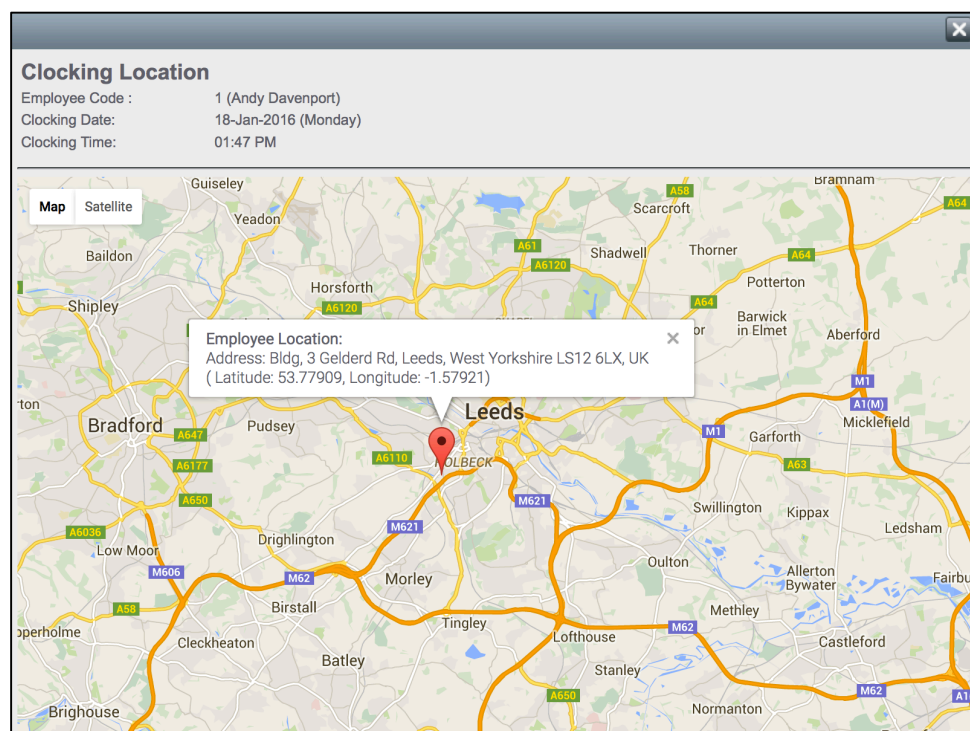 Clocking Location
Employee Code : 1 (Andy Davenport)
Clocking Date: 18-Jan-2016 (Monday)
Clocking Time: 01:47 PM
Map Satellite
Guiseley
Bramham
A58
A64
Scarcroft
Yeadon
A61
Shadwell
Thorner
A64
Baildon
A6120
Horsforth
Potterton
Shipley
A6120
A64
Barwick
in Elmet
Aberford
Employee Location:
Address: Bldg, 3 Gelderd Rd, Leeds, West Yorkshire LS12 6LX, UK
( Latitude: 53.77909, Longitude: -1.57921)
M1
A1(M)
Leeds
Micklefield
Bradford
Pudsey
A647
M1
Garforth
A6110
HOLBECK
A6177
A63
A650
M621
Swillington
Kippax
M621
Ledsham
A6036
Drighlington
Low Moor
Oulton
M606
M62
Morley
Allerton
Bywater
A58
Birstall
Methley
Tingley
M62
Lofthouse
Cleckheaton
Castleford
Batley
Stanley
A650
M62
Brighouse
Normanton